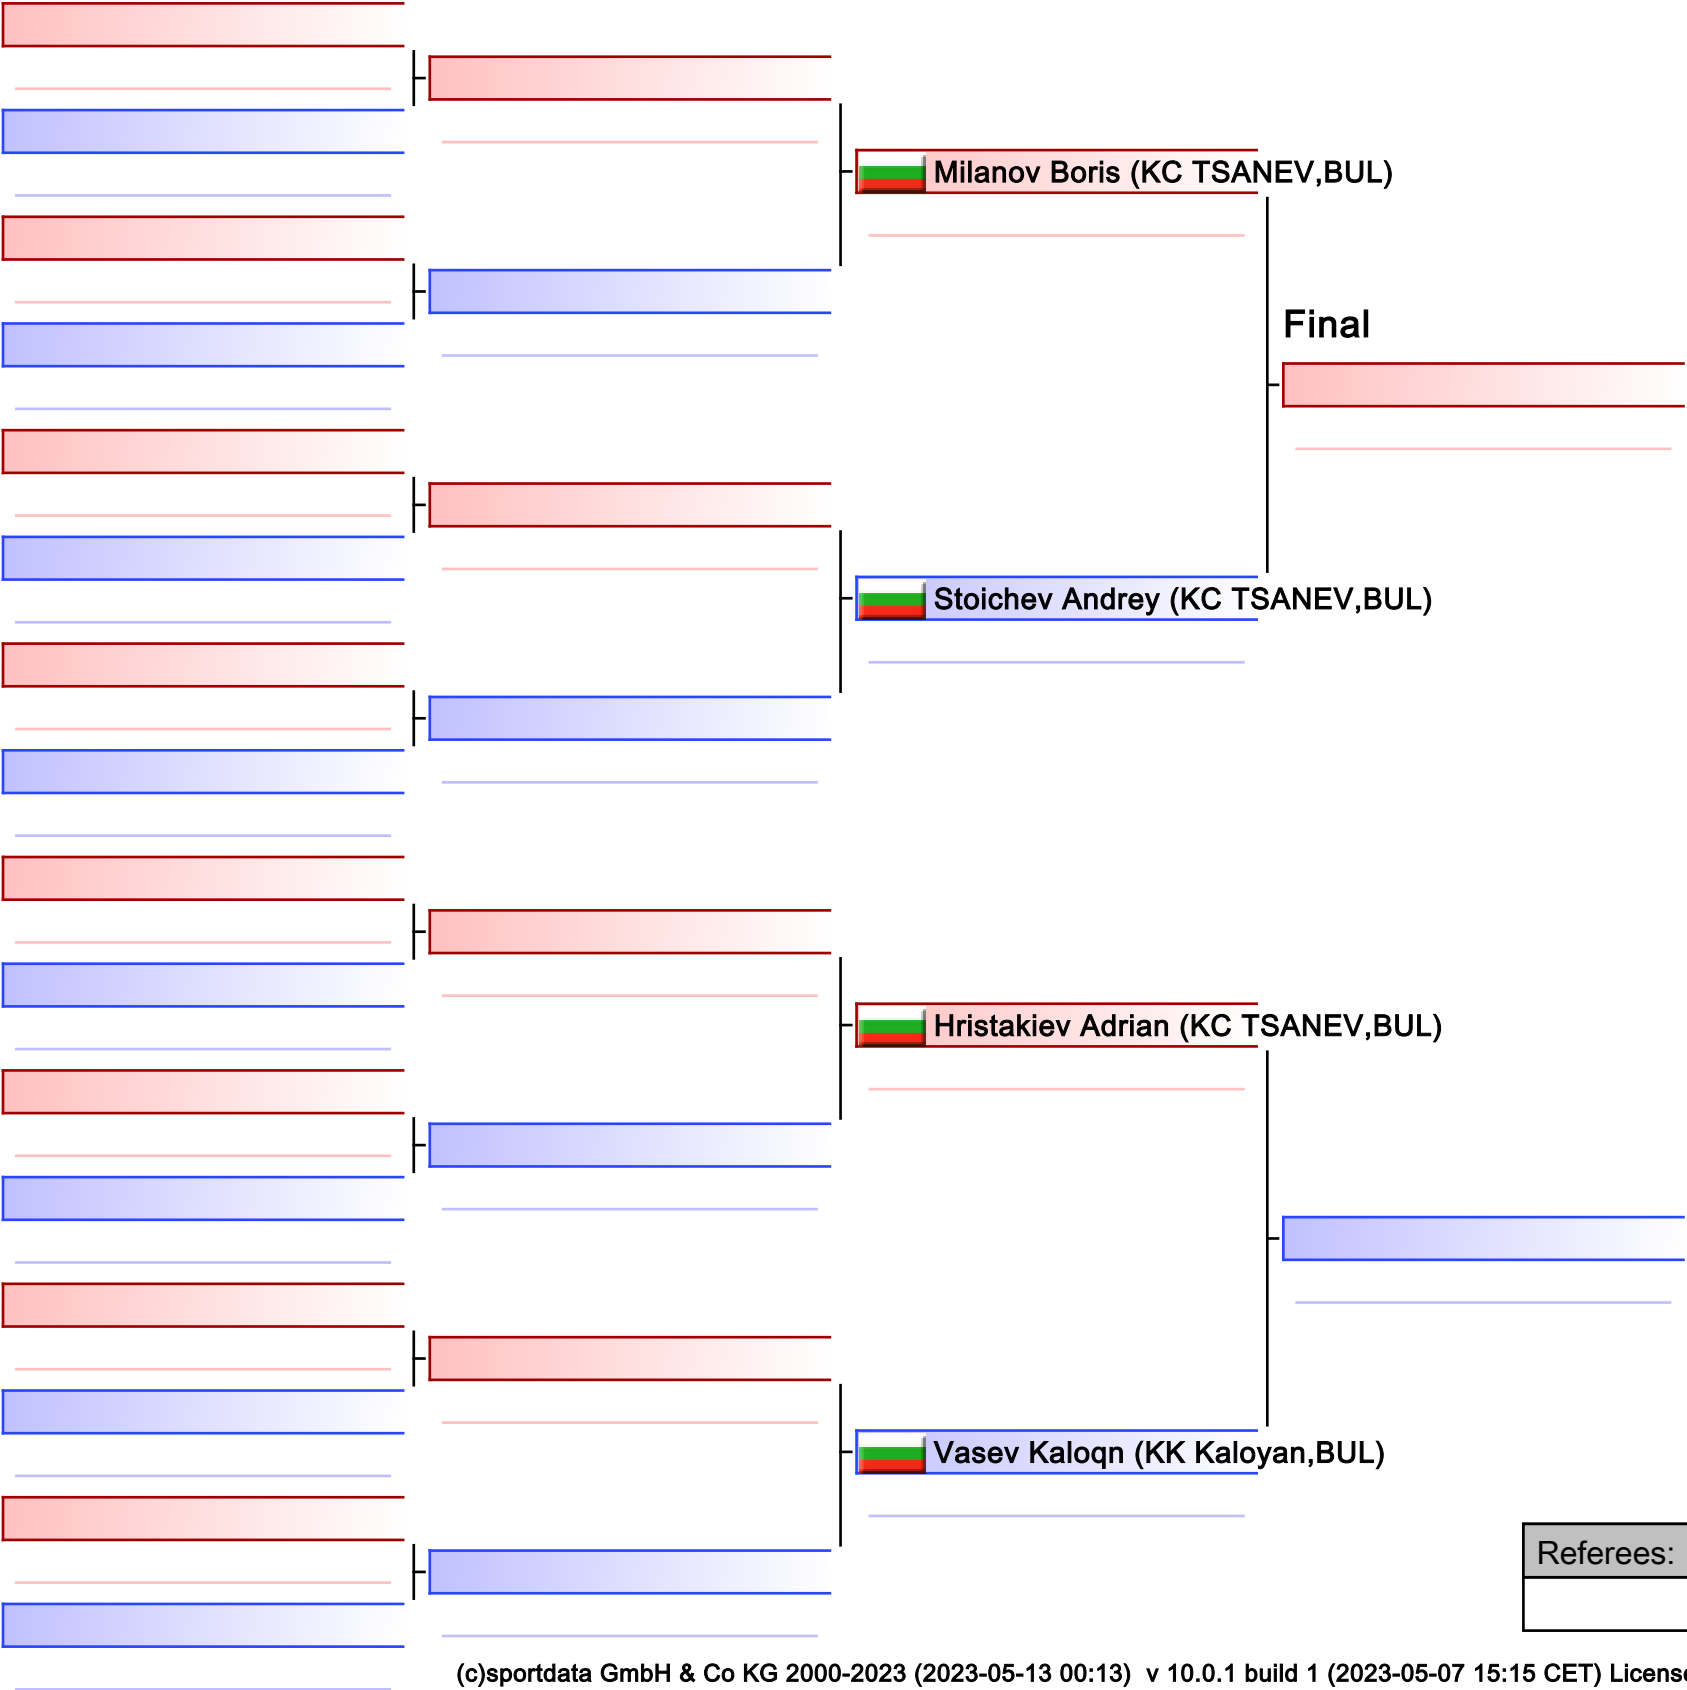 Milanov Boris (KC TSANEV,BUL)
Final
Stoichev Andrey (KC TSANEV,BUL)
Hristakiev Adrian (KC TSANEV,BUL)
Vasev Kaloqn (KK Kaloyan,BUL)
Referees:
(c)sportdata GmbH & Co KG 2000-2023 (2023-05-13 00:13)  v 10.0.1 build 1 (2023-05-07 15:15 CET) License